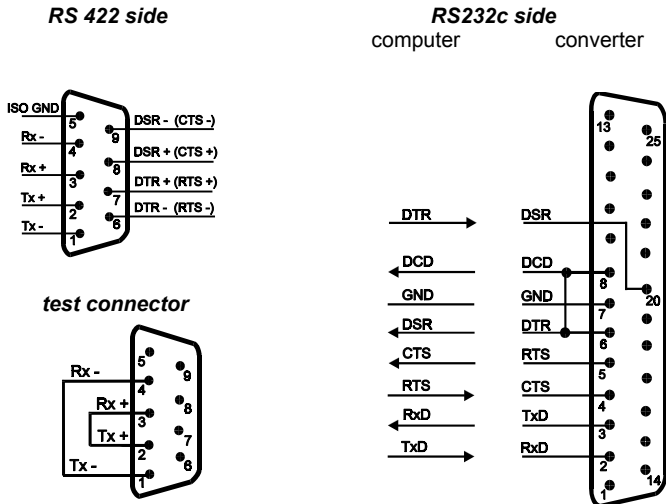 RS 422 side
RS232c side
computer converter
ISO GND
Rx -
Rx +
Tx +
Tx -
5
4
3
2
1
9
8
7
6
DSR - (CTS -)
DSR + (CTS +)
DTR + (RTS +)
DTR - (RTS -)
test connector
Rx -
Rx +
Tx +
Tx -
5
4
3
2
1
9
8
7
6
13
25
DTR DSR
20
DCD DCD 8
GND GND 7
DSR DTR 6
CTS RTS 5
RTS CTS 4
RxD TxD 3
TxD RxD 2
14
1